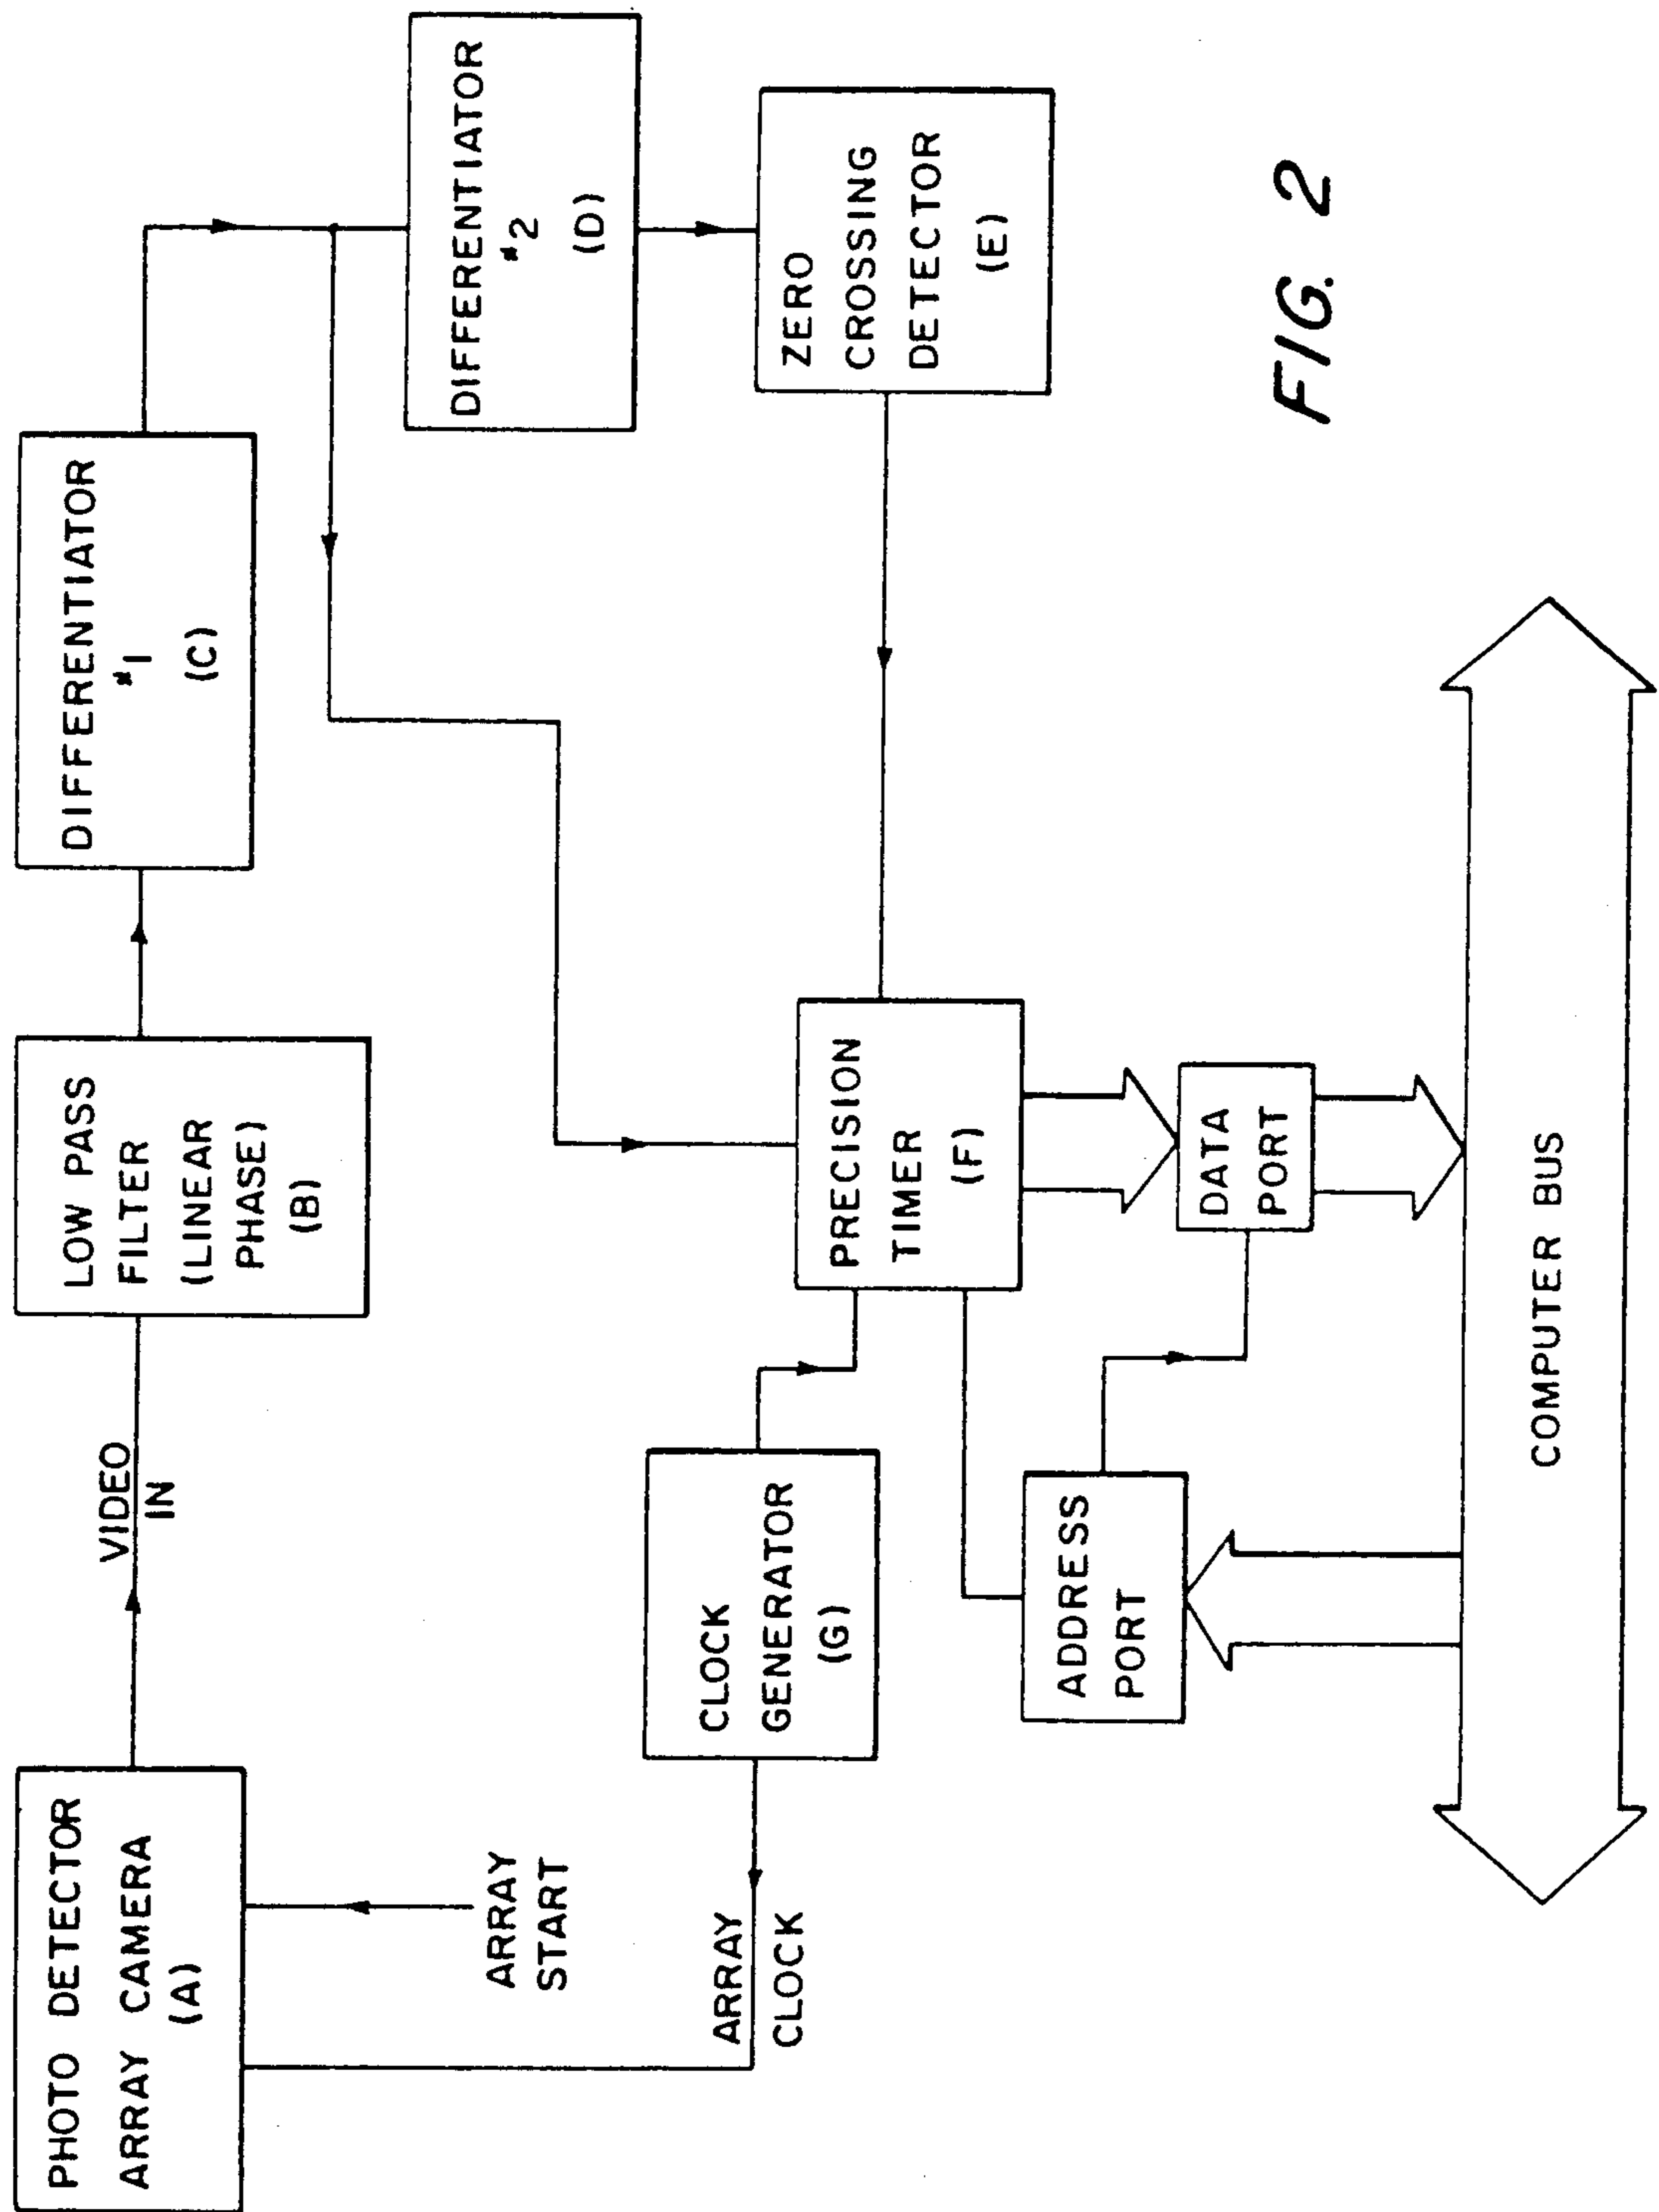 PHOTO DETECTOR
ARRAY CAMERA
(A)
VIDEO
IN
LOW PASS
FILTER
(LINEAR
PHASE)
(B)
DIFFERENTIATOR
#1
(C)
DIFFERENTIATOR
#2
(D)
ZERO
CROSSING
DETECTOR
(E)
ARRAY
START
ARRAY
CLOCK
CLOCK
GENERATOR
(G)
PRECISION
TIMER
(F)
ADDRESS
PORT
DATA
PORT
COMPUTER BUS
FIG. 2